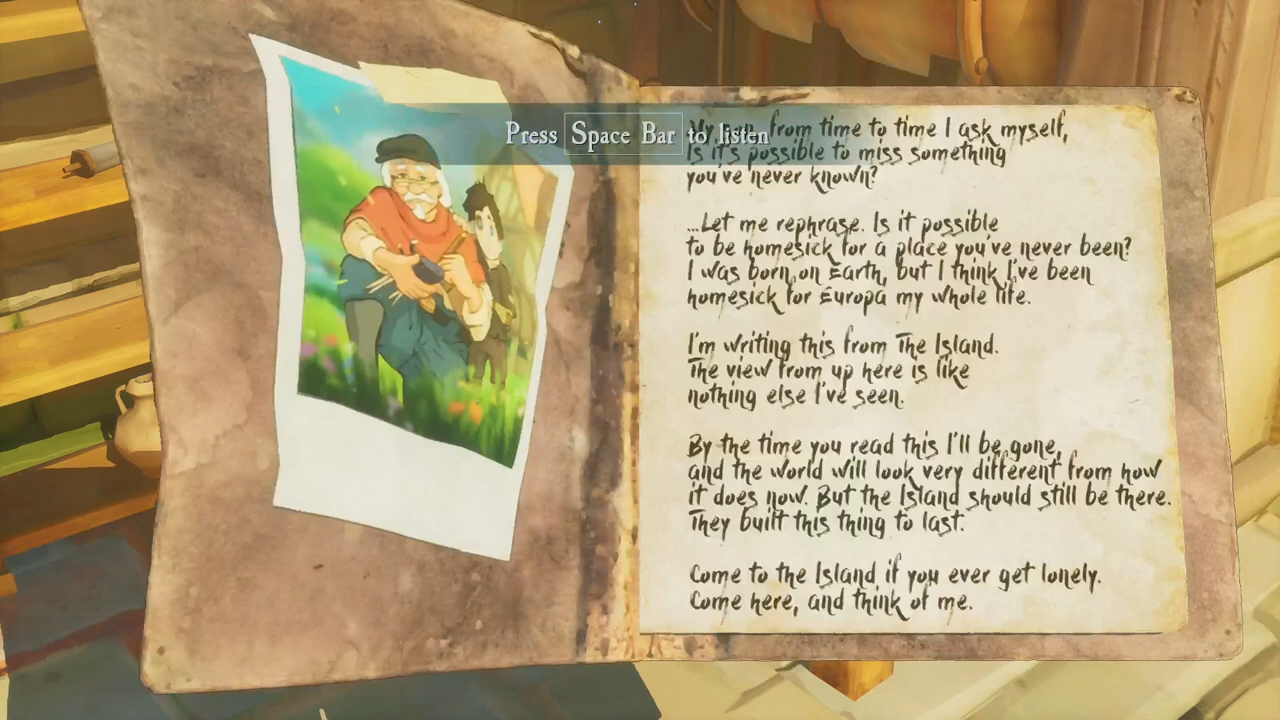 Press Space Bar to listen
My son, from time to time I ask myself,
Is it's possible to miss something
you've never known?
...Let me rephrase. Is it possible
to be homesick for a place you've never been?
I was born on Earth, but I think I've been
homesick for Europa my whole life.
I'm writing this from The Island.
The view from up here is like
nothing else I've seen.
By the time you read this I'll be gone,
and the world will look very different from how
it does now. But the Island should still be there.
They built this thing to last.
Come to the Island if you ever get lonely.
Come here, and think of me.